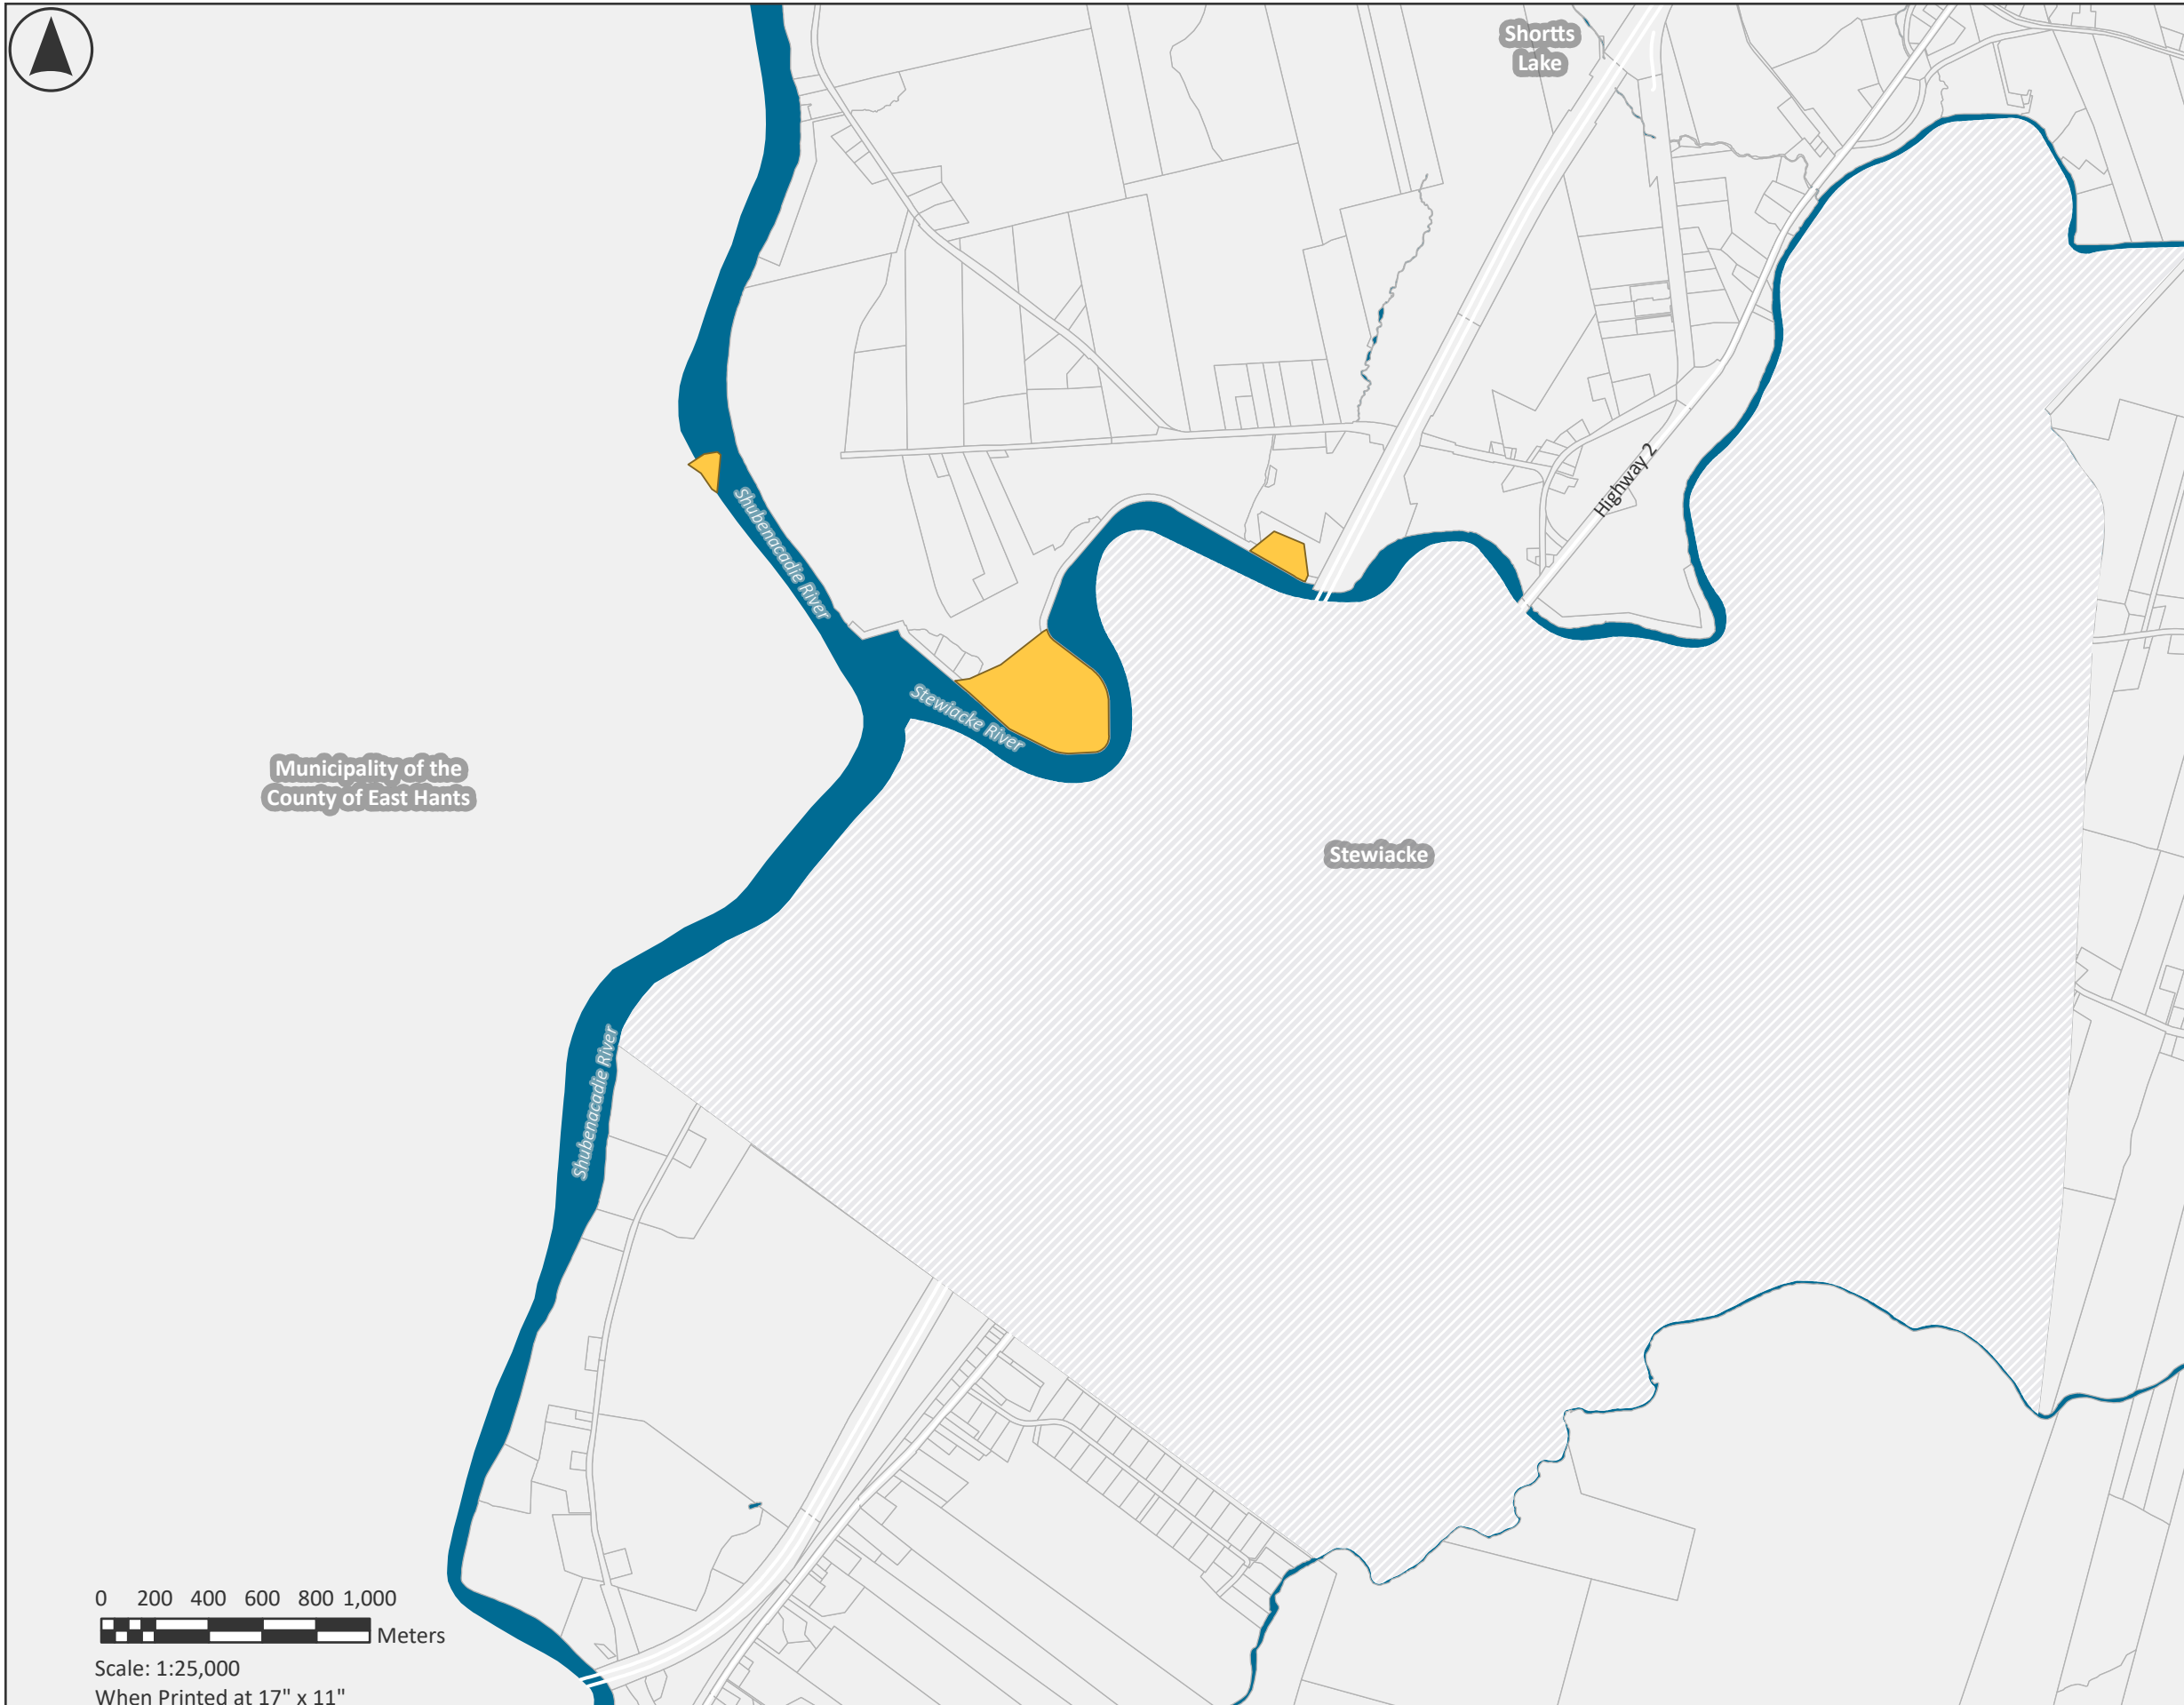 Shortts
Lake
Highway 2
Shubenacadie River
Stewiacke River
Municipality of the
County of East Hants
Stewiacke
Shubenacadie River
0 200 400 600 800 1,000
Meters
Scale: 1:25,000
When Printed at 17" x 11"